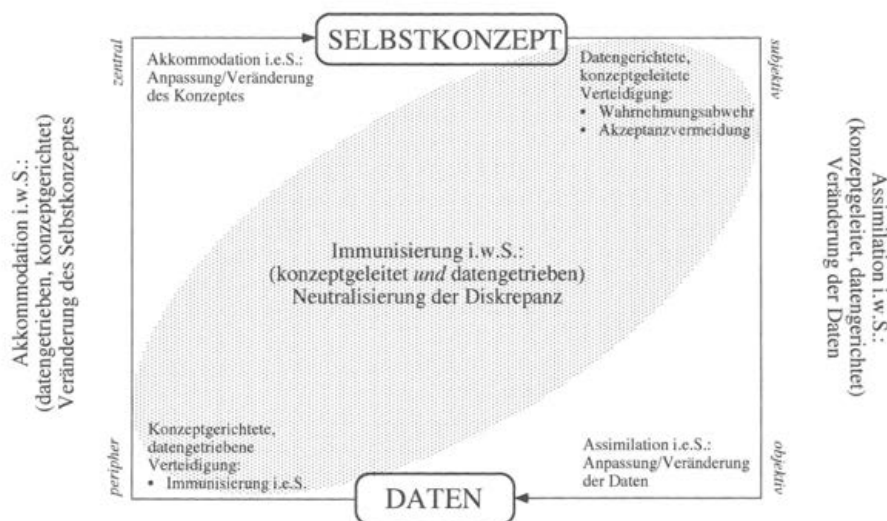 SELBSTKONZEPT
zentral
Akkommodation i.e.S.:
Anpassung/Veränderung
des Konzeptes
Datengerichtete,
konzeptgeleitete
Verteidigung:
• Wahrnehmungsabwehr
• Akzeptanzvermeidung
subjektiv
Akkommodation i.w.S.:
(datengetrieben, konzeptgerichtet)
Veränderung des Selbstkonzeptes
Immunisierung i.w.S.:
(konzeptgeleitet und datengetrieben)
Neutralisierung der Diskrepanz
Assimilation i.w.S.:
(konzeptgeleitet, datengerichtet)
Veränderung der Daten
peripher
Konzeptgerichtete,
datengetriebene
Verteidigung:
• Immunisierung i.e.S.
Assimilation i.e.S.:
Anpassung/Veränderung
der Daten
objektiv
DATEN